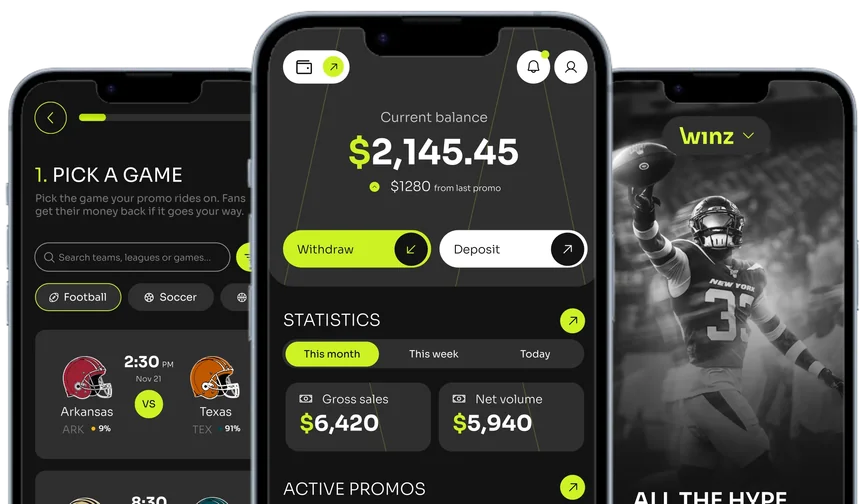 1. PICK A GAME
Pick the game your promo rides on. Fans
get their money back if it goes your way.
Search teams, leagues or games...
Football
Soccer
2:30 PM
Nov 21
VS
Arkansas
Texas
ARK 9%
TEX 91%
8:30
Current balance
$2,145.45
$1280 from last promo
Withdraw
Deposit
STATISTICS
This month
This week
Today
Gross sales
$6,420
Net volume
$5,940
ACTIVE PROMOS
winz
NEW YORK
33
ALL THE HYPE